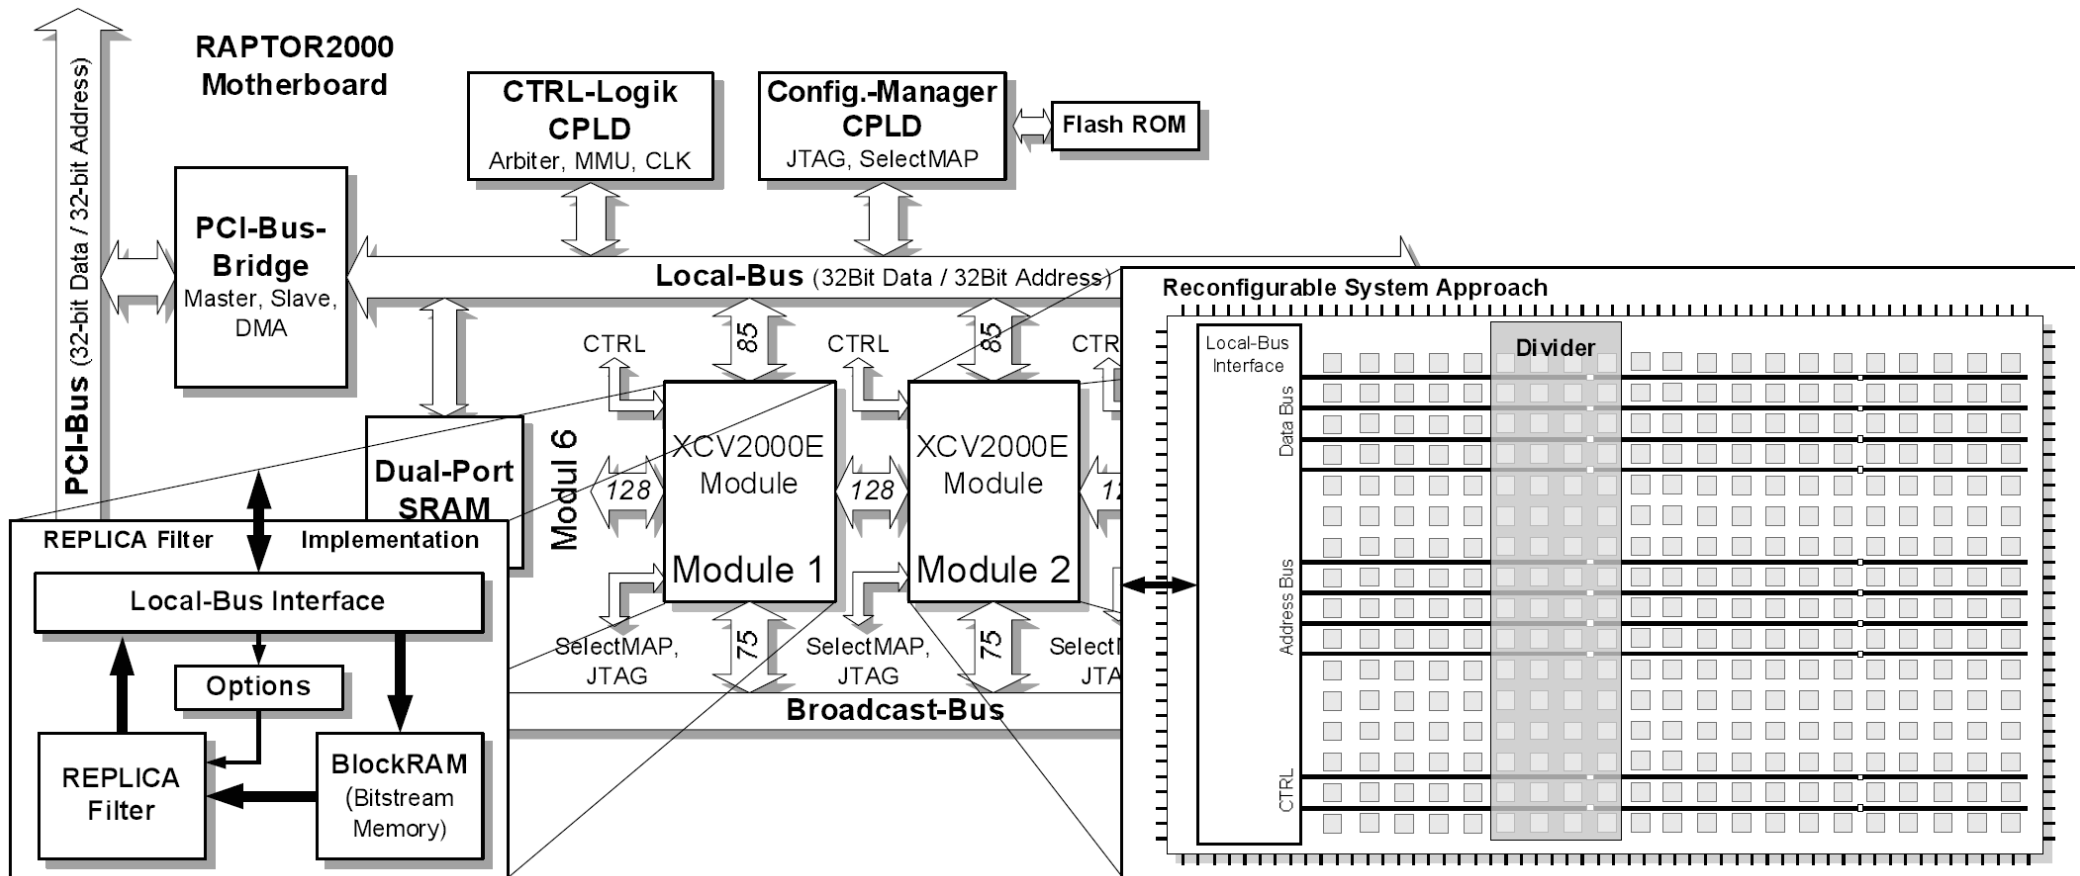 RAPTOR2000
Motherboard
PCI-Bus (32-bit Data / 32-bit Address)
CTRL-Logik
CPLD
Arbiter, MMU, CLK
Config.-Manager
CPLD
JTAG, SelectMAP
Flash ROM
PCI-Bus-
Bridge
Master, Slave,
DMA
Local-Bus (32Bit Data / 32Bit Address)
Dual-Port
SRAM
Modul 6
CTRL
85
CTRL
85
CTR
128
XCV2000E
Module
Module 1
128
XCV2000E
Module
Module 2
12
SelectMAP,
JTAG
75
SelectMAP,
JTAG
75
SelectM
JTA
Broadcast-Bus
REPLICA Filter Implementation
Local-Bus Interface
Options
REPLICA
Filter
BlockRAM
(Bitstream
Memory)
Reconfigurable System Approach
Local-Bus
Interface
Data Bus
Address Bus
CTRL
Divider